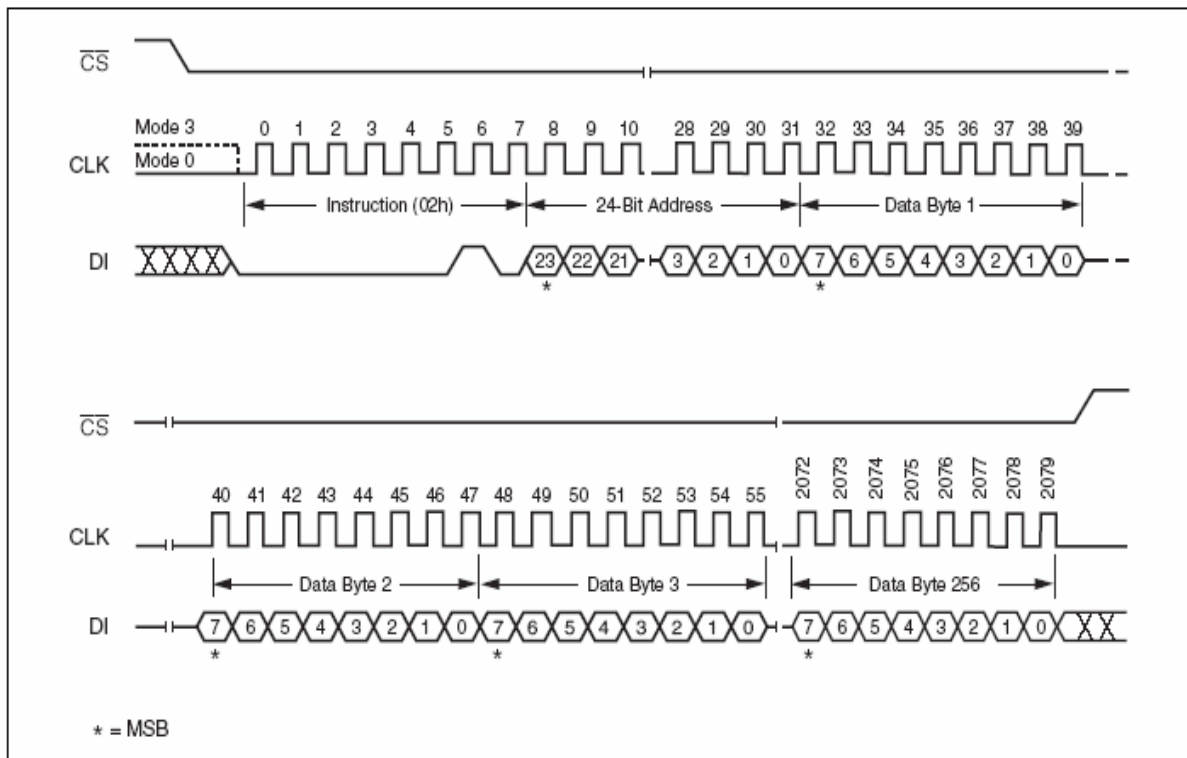 CS
Mode 3
0 1 2 3 4 5 6 7 8 9 10 28 29 30 31 32 33 34 35 36 37 38 39
CLK Mode 0
Instruction (02h) 24-Bit Address Data Byte 1
DI 23 22 21 3 2 1 0 7 6 5 4 3 2 1 0
* *
CS
40 41 42 43 44 45 46 47 48 49 50 51 52 53 54 55 2072 2073 2074 2075 2076 2077 2078 2079
CLK
Data Byte 2 Data Byte 3 Data Byte 256
DI 7 6 5 4 3 2 1 0 7 6 5 4 3 2 1 0 7 6 5 4 3 2 1 0
* * *
* = MSB